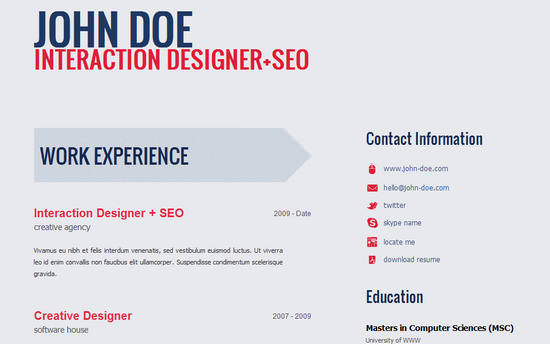 JOHN DOE
INTERACTION DESIGNER+SEO
WORK EXPERIENCE
Interaction Designer + SEO
2009 - Date
creative agency
Vivamus eu nibh et felis interdum venenatis, sed vestibulum euismod luctus. Ut viverra
leo id enim convallis non faucibus elit ullamcorper. Suspendisse condimentum scelerisque
gravida.
Creative Designer
2007 - 2009
software house
Contact Information
www.john-doe.com
hello@john-doe.com
twitter
skype name
locate me
download resume
Education
Masters in Computer Sciences (MSC)
University of WWW